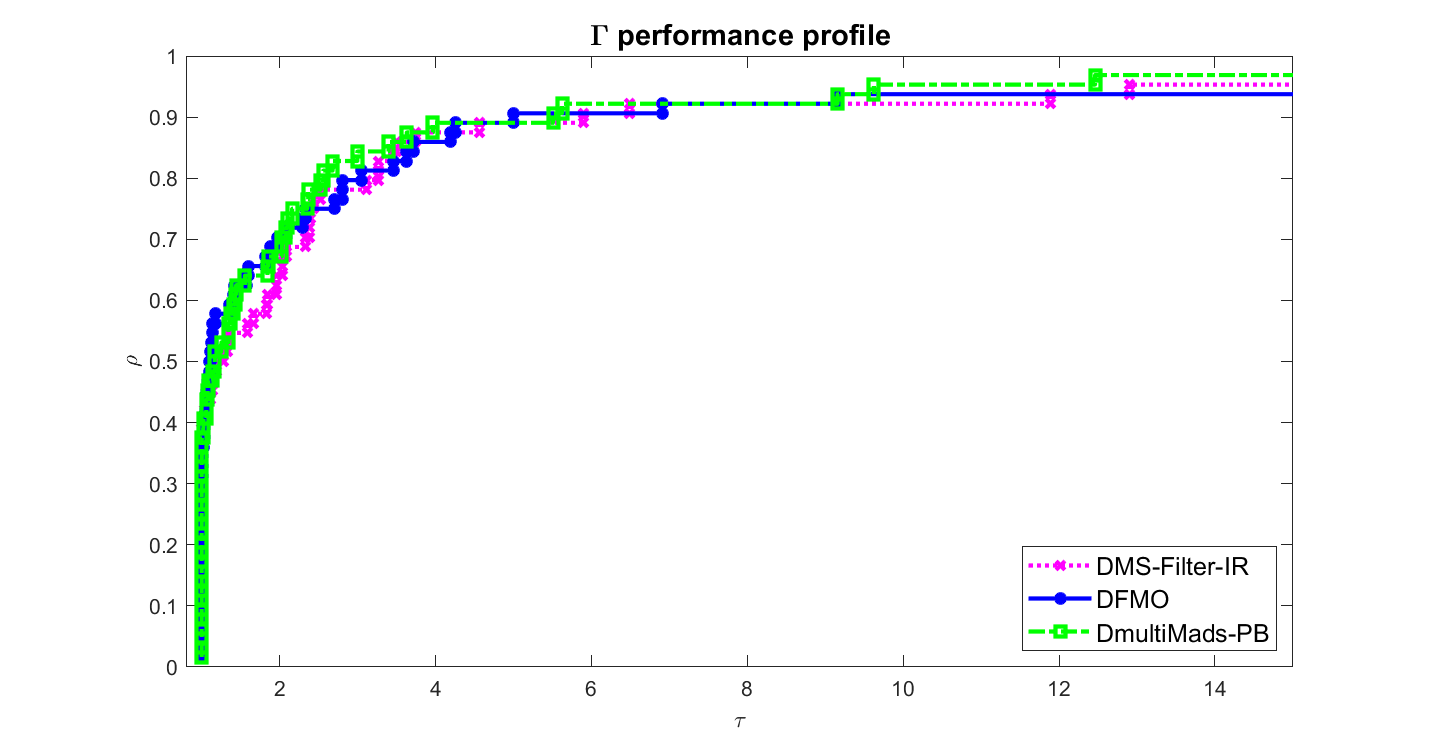 Γ performance profile
1
0.9
0.8
0.7
0.6
0.5
0.4
0.3
0.2
0.1
0
ρ
2 4 6 8 10 12 14
τ
DMS-Filter-IR
DFMO
DmultiMads-PB